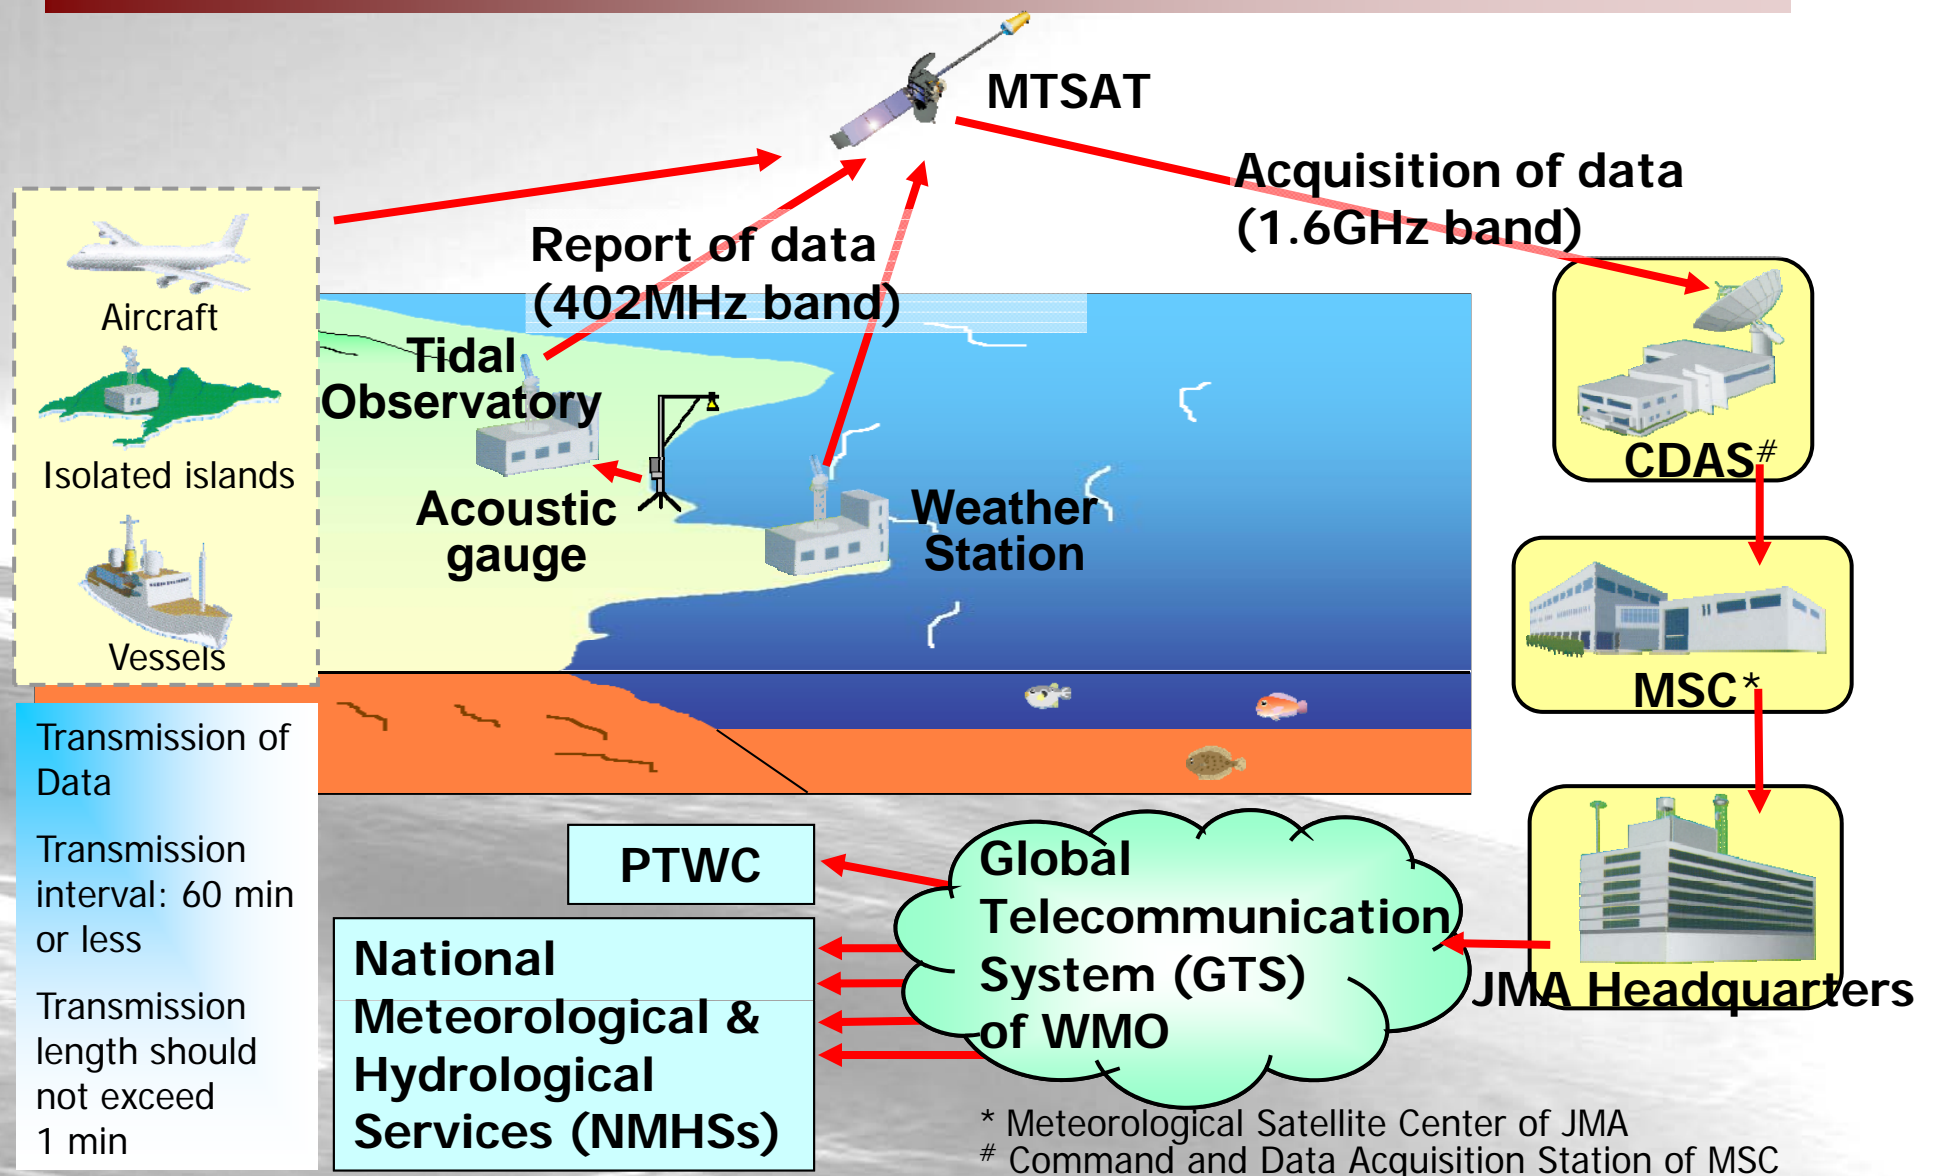 MTSAT
Acquisition of data
(1.6GHz band)
Report of data
(402MHz band)
Aircraft
Isolated islands
Vessels
Tidal
Observatory
Acoustic
gauge
Weather
Station
CDAS#
MSC*
JMA Headquarters
Transmission of
Data
Transmission
interval: 60 min
or less
Transmission
length should
not exceed
1 min
PTWC
National
Meteorological &
Hydrological
Services (NMHSs)
Global
Telecommunication
System (GTS)
of WMO
* Meteorological Satellite Center of JMA
# Command and Data Acquisition Station of MSC